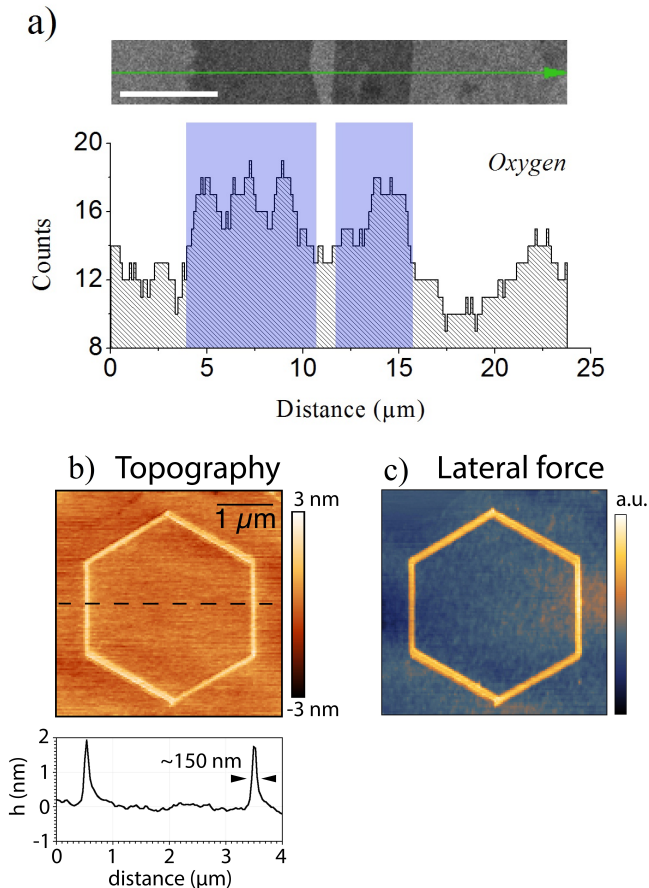 a)
20
16
12
8
Counts
Oxygen
0 5 10 15 20 25
Distance (μm)
b) Topography
1 μm
3 nm
-3 nm
c) Lateral force
a.u.
2
1
0
-1
h (nm)
~150 nm
0 1 2 3 4
distance (μm)